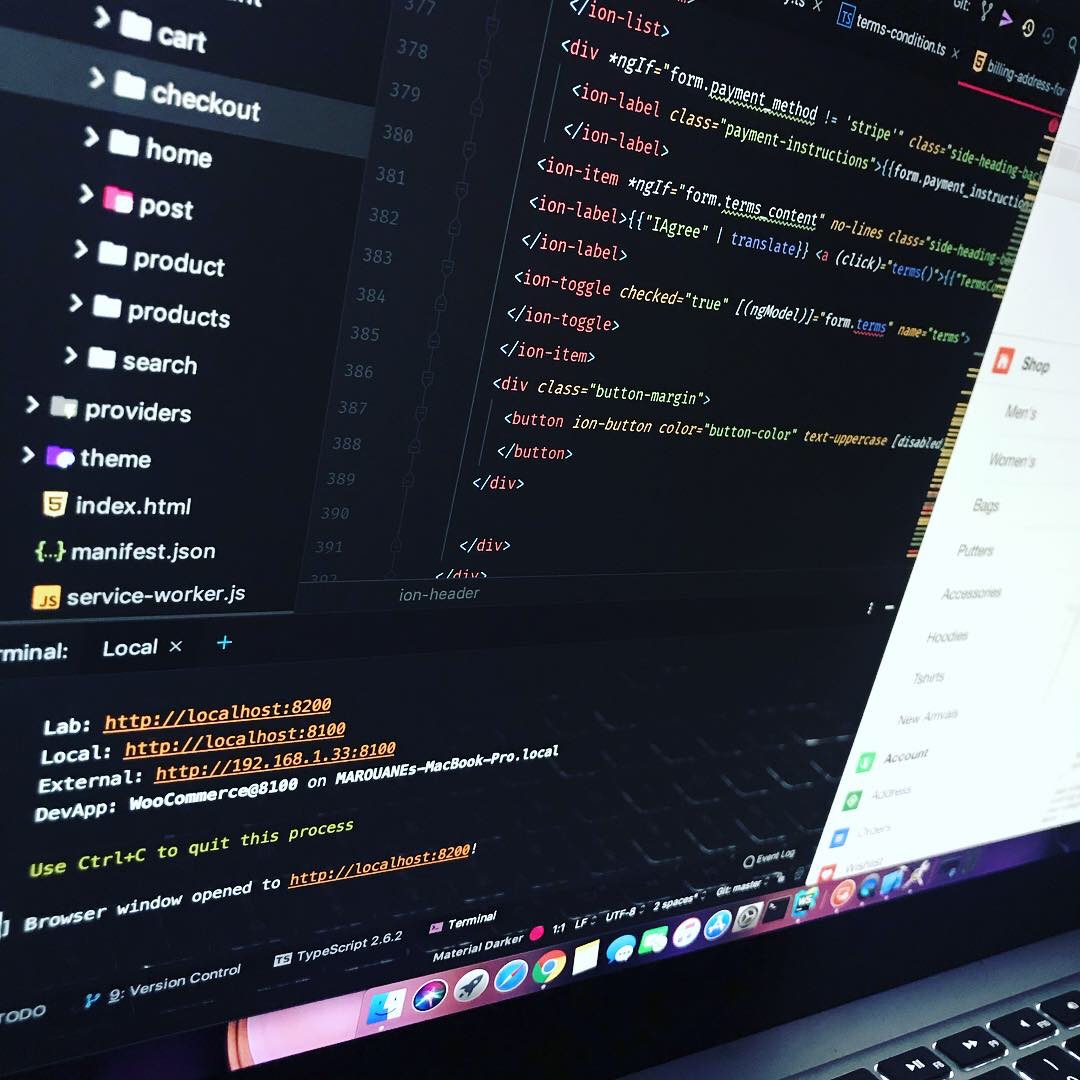 cart
checkout
home
post
product
products
search
providers
theme
index.html
manifest.json
service-worker.js
377
378
379
380
381
382
383
384
385
386
387
388
389
390
391
392
Git:
terms-condition.ts
billing-address-for
</ion-list>
<div *ngIf="form.payment_method != 'stripe'" class="side-heading-bac
<ion-label class="payment-instructions">{{form.payment_instruction
</ion-label>
<ion-item *ngIf="form.terms_content" no-lines class="side-heading-
<ion-label>{{"IAgree" | translate}} <a (click)="terms()">{{"TermsCon
</ion-label>
<ion-toggle checked="true" [(ngModel)]="form.terms" name="terms">
</ion-toggle>
</ion-item>
<div class="button-margin">
<button ion-button color="button-color" text-uppercase [disabled
</button>
</div>
</div>
</div>
ion-header
Shop
Men's
Women's
Bags
Putters
Accessories
Hoodies
Tshirts
New Arrivals
Account
Address
Orders
Wishlist
rminal: Local × +
Lab: http://localhost:8200
Local: http://localhost:8100
External: http://192.168.1.33:8100
DevApp: WooCommerce@8100 on MAROUANEs-MacBook-Pro.local
Use Ctrl+C to quit this process
Browser window opened to http://localhost:8200!
Event Log
TODO 9: Version Control TypeScript 2.6.2 Terminal
Material Darker 1:1 LF UTF-8 2 spaces* Git: master